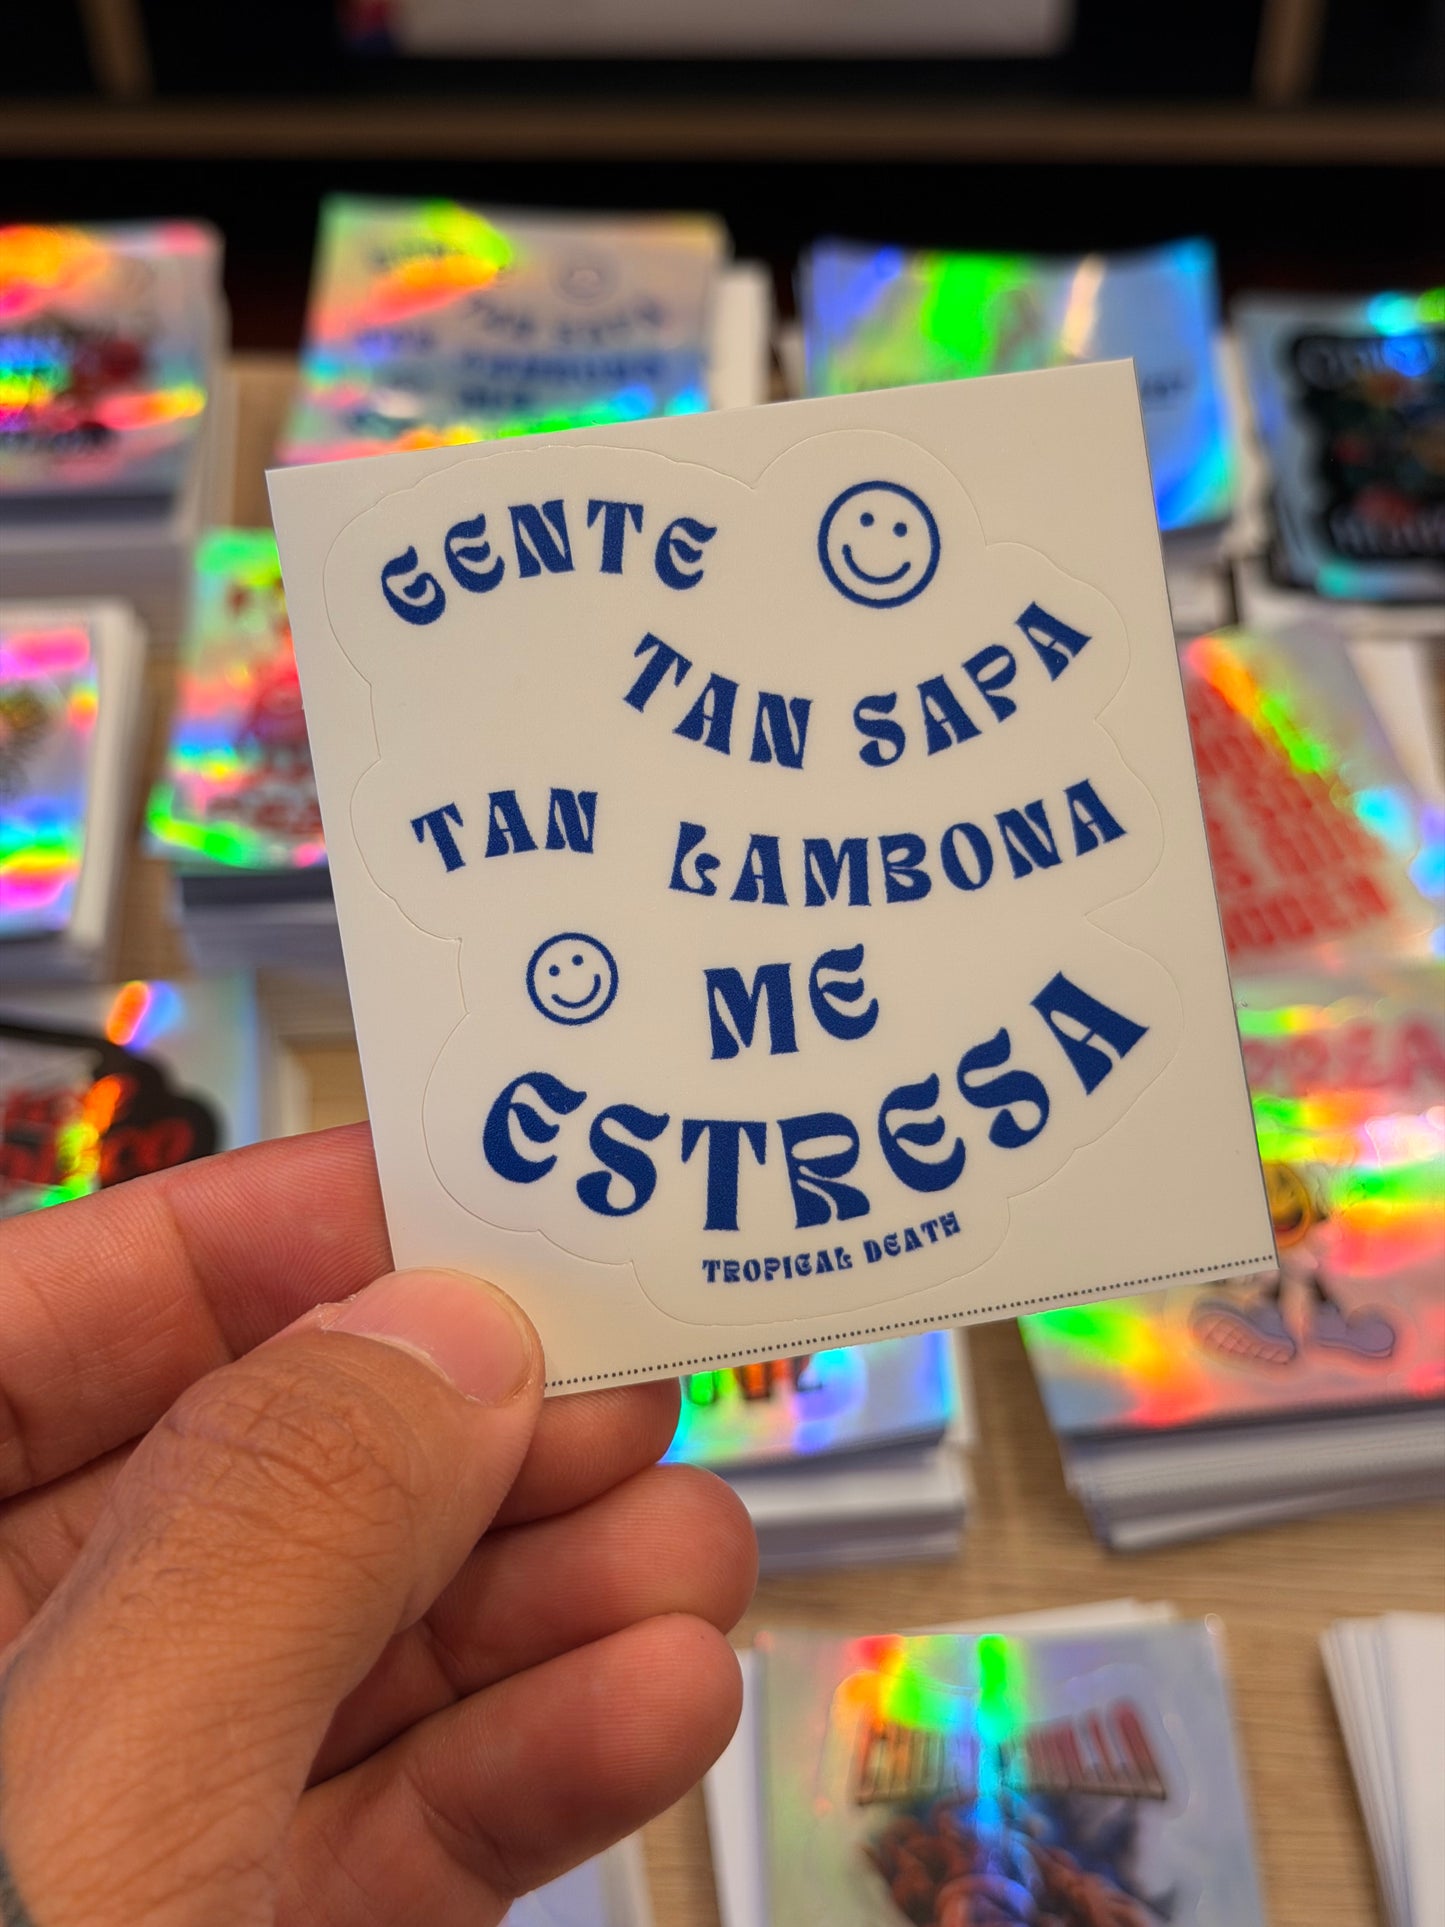 GENTE
TAN SAPA
TAN LAMBONA
ME
ESTRESA
TROPICAL DEATH